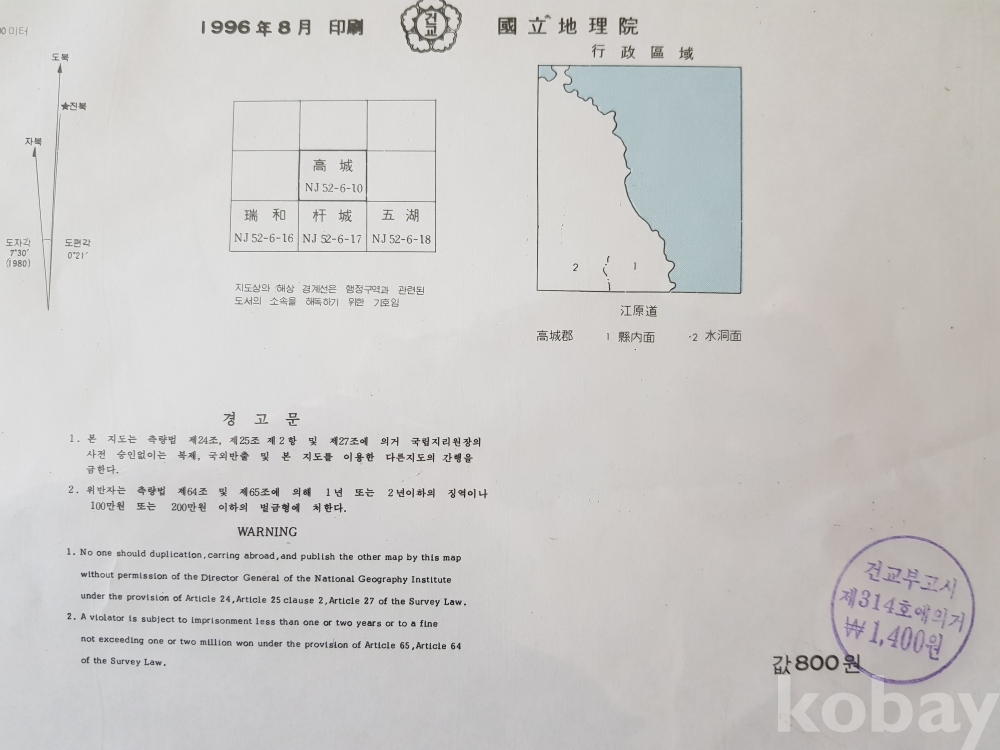 00 미터
1996年8月 印刷
건교
國立地理院
行政區域
도북
진북
자북
도자각
7°30′
(1980)
도편각
0°21′
高城
NJ 52-6-10
瑞和 杆城 五湖
NJ 52-6-16 NJ 52-6-17 NJ 52-6-18
지도상의 해상 경계선은 행정구역과 관련된
도서의 소속을 해독하기 위한 기호임
2 1
江原道
高城郡 1 縣内面 2 水洞面
경고문
1. 본 지도는 측량법 제24조, 제25조 제2항 및 제27조에 의거 국립지리원장의
사전 승인없이는 복제, 국외반출 및 본 지도를 이용한 다른지도의 간행을
금한다.
2. 위반자는 측량법 제64조 및 제65조에 의해 1년 또는 2년이하의 징역이나
100만원 또는 200만원 이하의 벌금형에 처한다.
WARNING
1. No one should duplication, carring abroad, and publish the other map by this map
without permission of the Director General of the National Geography Institute
under the provision of Article 24, Article 25 clause 2, Article 27 of the Survey Law.
2. A violator is subject to imprisonment less than one or two years or to a fine
not exceeding one or two million won under the provision of Article 65, Article 64
of the Survey Law.
건교부고시
제314호에의거
₩1,400원
값800원
kobay